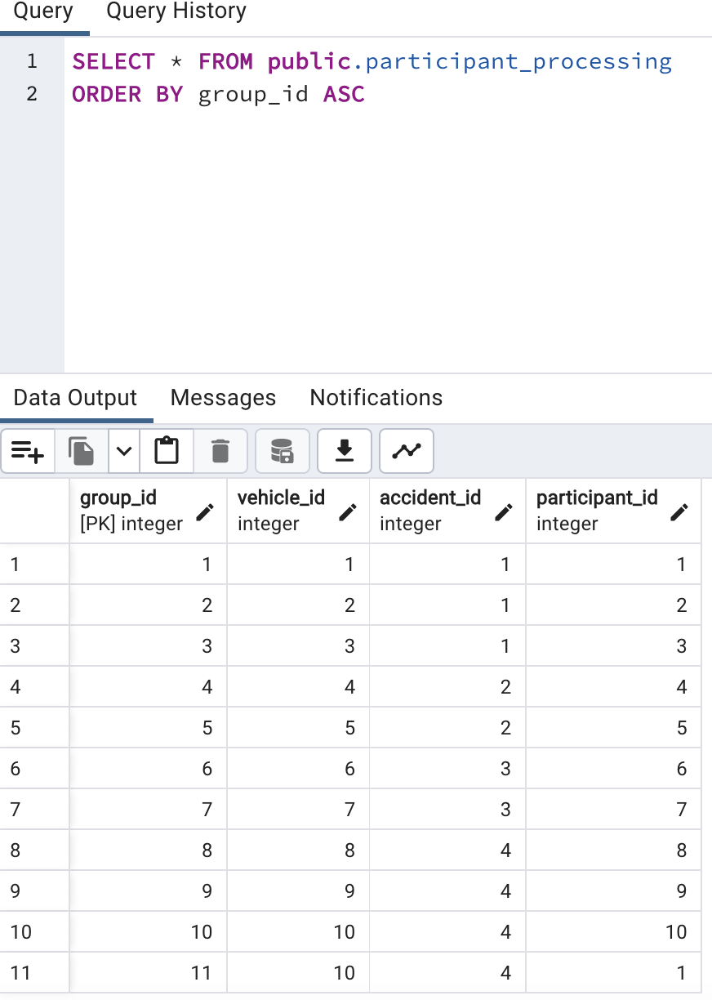 Query Query History
1 SELECT * FROM public.participant_processing
2 ORDER BY group_id ASC
Data Output Messages Notifications
group_id vehicle_id accident_id participant_id
[PK] integer integer integer integer
1 1 1 1 1
2 2 2 1 2
3 3 3 1 3
4 4 4 2 4
5 5 5 2 5
6 6 6 3 6
7 7 7 3 7
8 8 8 4 8
9 9 9 4 9
10 10 10 4 10
11 11 10 4 1